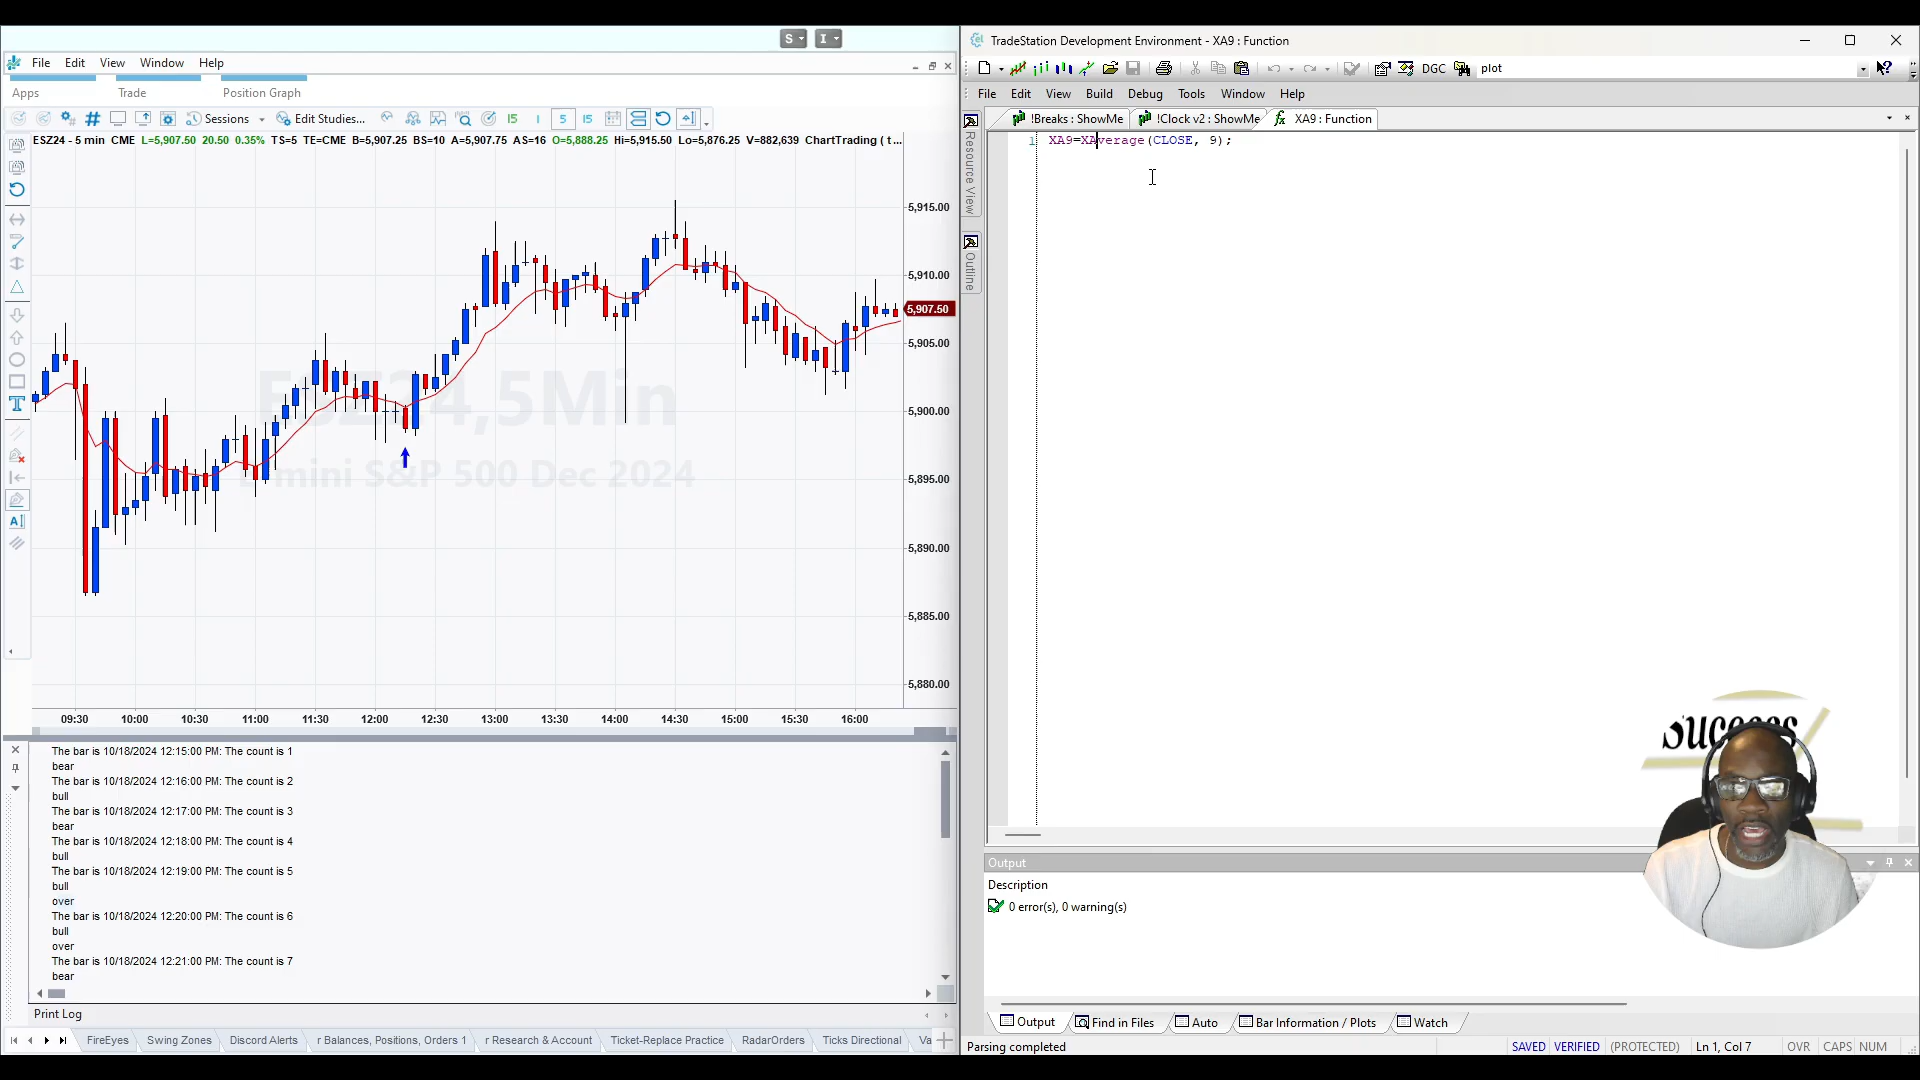 S
I
TradeStation Development Environment - XA9 : Function
File Edit View Window Help
DGC plot
Apps Trade Position Graph
File Edit View Build Debug Tools Window Help
Sessions Edit Studies... 15 1 5 15
!Breaks : ShowMe !Clock v2 : ShowMe XA9 : Function
ESZ24 - 5 min CME L=5,907.50 20.50 0.35% TS=5 TE=CME B=5,907.25 BS=10 A=5,907.75 AS=16 O=5,888.25 Hi=5,915.50 Lo=5,876.25 V=882,639 ChartTrading ( t...
1 XA9=XAverage(CLOSE, 9);
Resource View
Outline
5,915.00
5,910.00
5,907.50
5,905.00
5,900.00
5,895.00
5,890.00
5,885.00
5,880.00
ESZ24,5Min
E-mini S&P 500 Dec 2024
09:30 10:00 10:30 11:00 11:30 12:00 12:30 13:00 13:30 14:00 14:30 15:00 15:30 16:00
success
The bar is 10/18/2024 12:15:00 PM: The count is 1
bear
The bar is 10/18/2024 12:16:00 PM: The count is 2
bull
The bar is 10/18/2024 12:17:00 PM: The count is 3
bear
The bar is 10/18/2024 12:18:00 PM: The count is 4
bull
The bar is 10/18/2024 12:19:00 PM: The count is 5
bull
over
The bar is 10/18/2024 12:20:00 PM: The count is 6
bull
over
The bar is 10/18/2024 12:21:00 PM: The count is 7
bear
Print Log
Output
Description
0 error(s), 0 warning(s)
Output Find in Files Auto Bar Information / Plots Watch
FireEyes Swing Zones Discord Alerts r Balances, Positions, Orders 1 r Research & Account Ticket-Replace Practice RadarOrders Ticks Directional Va
Parsing completed SAVED VERIFIED (PROTECTED) Ln 1, Col 7 OVR CAPS NUM